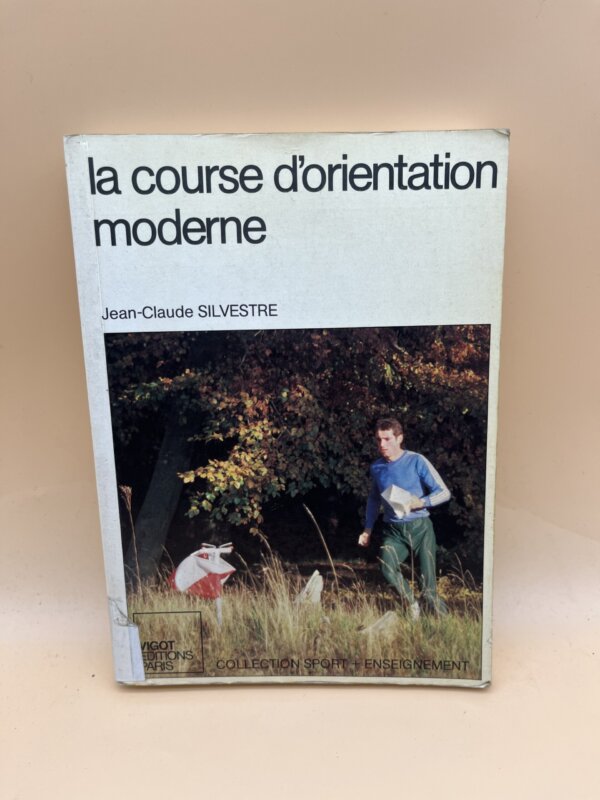 la course d'orientation
moderne
Jean-Claude SILVESTRE
VIGOT
EDITIONS
PARIS
COLLECTION SPORT + ENSEIGNEMENT